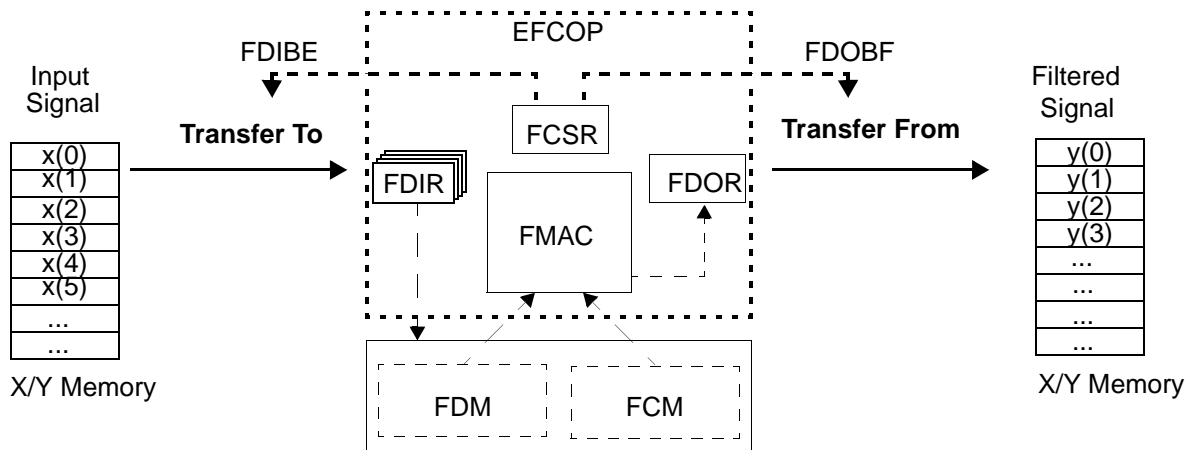 EFCOP
FDIBE
FDOBF
Input
Signal
Filtered
Signal
Transfer To
FCSR
Transfer From
x(0)
x(1)
x(2)
x(3)
x(4)
x(5)
...
...
X/Y Memory
FDIR
FMAC
FDOR
FDM
FCM
y(0)
y(1)
y(2)
y(3)
...
...
...
...
X/Y Memory